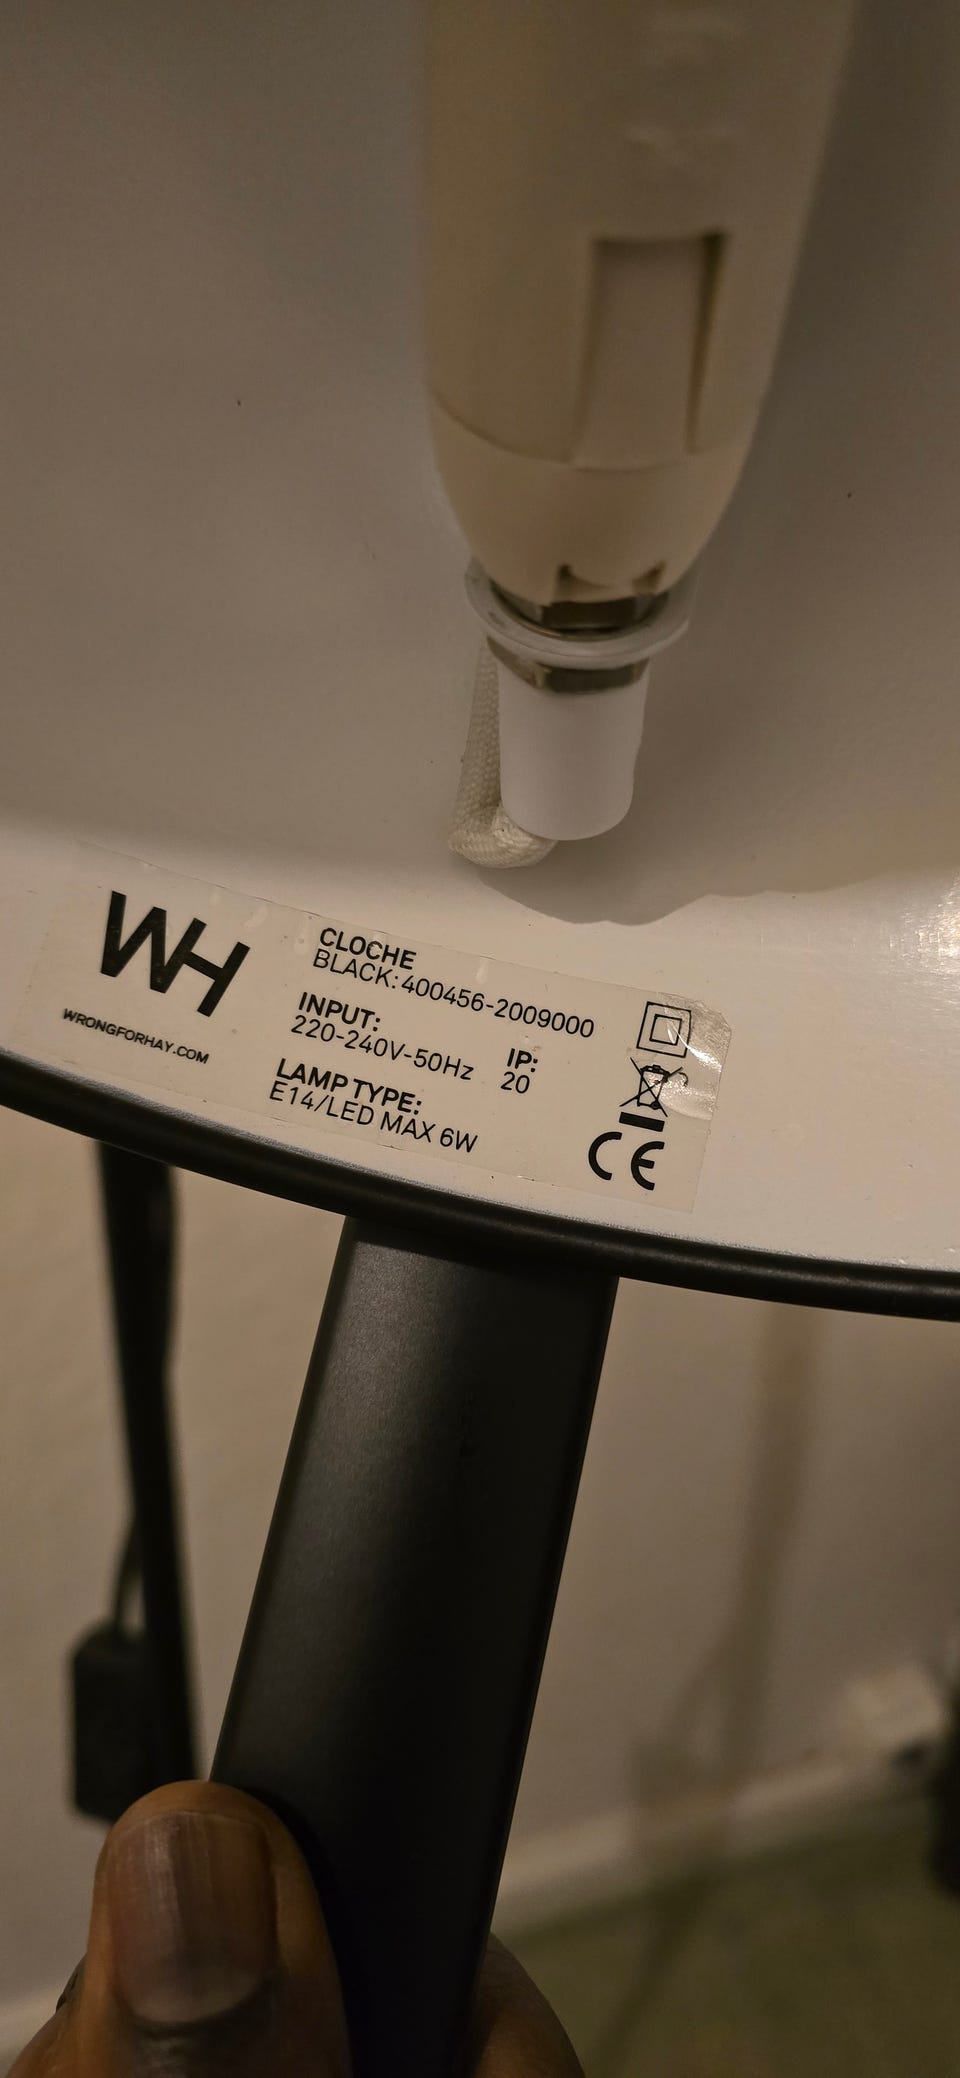 WH
WRONGFORHAY.COM
CLOCHE
BLACK: 400456-2009000
INPUT:
220-240V-50Hz
IP:
20
LAMP TYPE:
E14/LED MAX 6W
CE